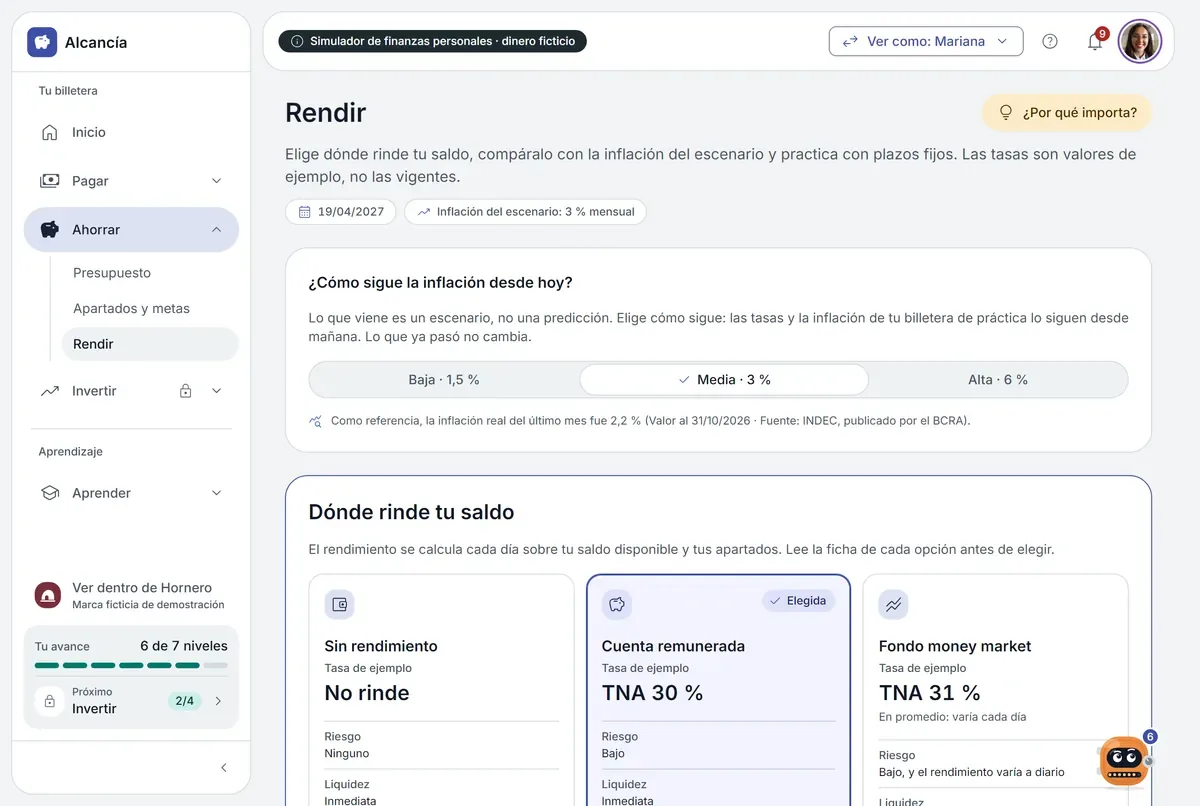 Alcancía
Simulador de finanzas personales · dinero ficticio
Ver como: Mariana
9
Tu billetera
Inicio
Pagar
Ahorrar
Presupuesto
Apartados y metas
Rendir
Invertir
Aprendizaje
Aprender
Ver dentro de Hornero
Marca ficticia de demostración
Tu avance
6 de 7 niveles
Próximo
Invertir
2/4
Rendir
¿Por qué importa?
Elige dónde rinde tu saldo, compáralo con la inflación del escenario y practica con plazos fijos. Las tasas son valores de
ejemplo, no las vigentes.
19/04/2027
Inflación del escenario: 3 % mensual
¿Cómo sigue la inflación desde hoy?
Lo que viene es un escenario, no una predicción. Elige cómo sigue: las tasas y la inflación de tu billetera de práctica lo siguen desde
mañana. Lo que ya pasó no cambia.
Baja · 1,5 %
Media · 3 %
Alta · 6 %
Como referencia, la inflación real del último mes fue 2,2 % (Valor al 31/10/2026 · Fuente: INDEC, publicado por el BCRA).
Dónde rinde tu saldo
El rendimiento se calcula cada día sobre tu saldo disponible y tus apartados. Lee la ficha de cada opción antes de elegir.
Sin rendimiento
Tasa de ejemplo
No rinde
Riesgo
Ninguno
Liquidez
Inmediata
Elegida
Cuenta remunerada
Tasa de ejemplo
TNA 30 %
Riesgo
Bajo
Liquidez
Inmediata
Fondo money market
Tasa de ejemplo
TNA 31 %
En promedio: varía cada día
Riesgo
Bajo, y el rendimiento varía a diario
Liquidez
6